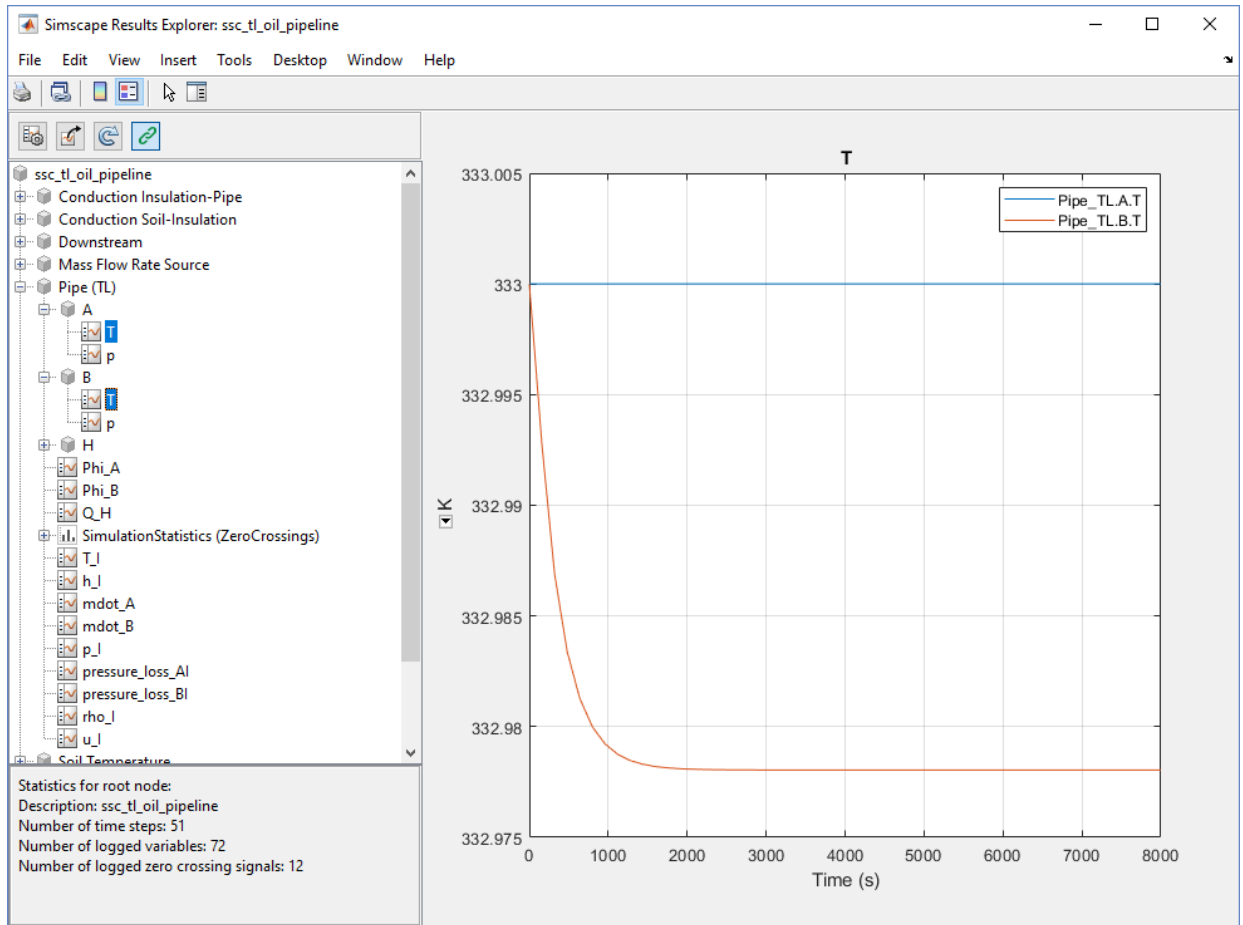 Simscape Results Explorer: ssc_tl_oil_pipeline
File Edit View Insert Tools Desktop Window Help
ssc_tl_oil_pipeline
Conduction Insulation-Pipe
Conduction Soil-Insulation
Downstream
Mass Flow Rate Source
Pipe (TL)
A
T
p
B
T
p
H
Phi_A
Phi_B
Q_H
SimulationStatistics (ZeroCrossings)
T_I
h_I
mdot_A
mdot_B
p_I
pressure_loss_AI
pressure_loss_BI
rho_I
u_I
Soil Temperature
Statistics for root node:
Description: ssc_tl_oil_pipeline
Number of time steps: 51
Number of logged variables: 72
Number of logged zero crossing signals: 12
T
333.005
333
332.995
332.99
332.985
332.98
332.975
K
Pipe_TL.A.T
Pipe_TL.B.T
0 1000 2000 3000 4000 5000 6000 7000 8000
Time (s)